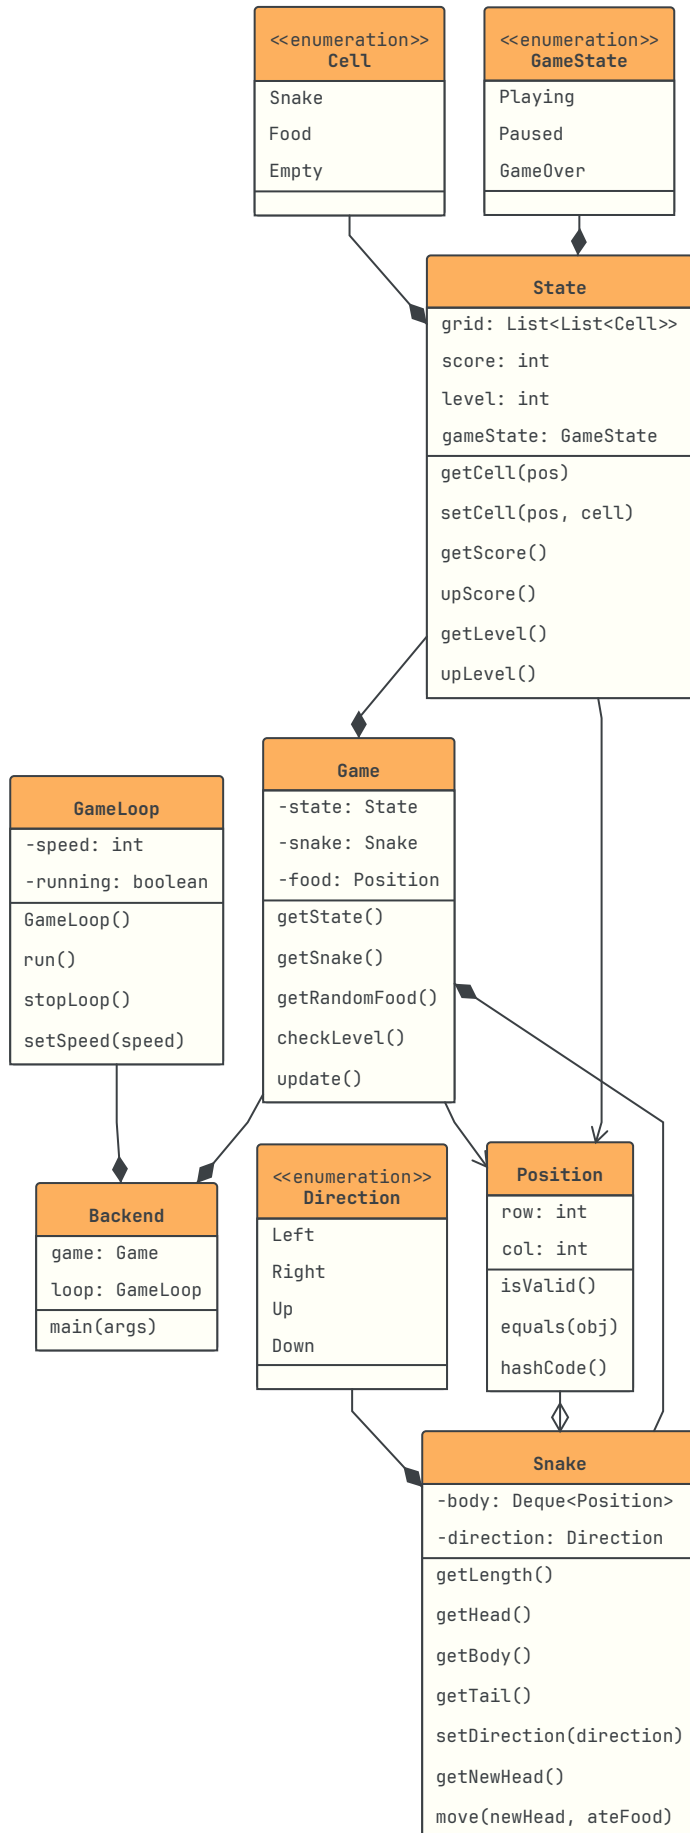 <<enumeration>>
Cell
Snake
Food
Empty
<<enumeration>>
GameState
Playing
Paused
GameOver
State
grid: List<List<Cell>>
score: int
level: int
gameState: GameState
getCell(pos)
setCell(pos, cell)
getScore()
upScore()
getLevel()
upLevel()
Game
-state: State
-snake: Snake
-food: Position
getState()
getSnake()
getRandomFood()
checkLevel()
update()
GameLoop
-speed: int
-running: boolean
GameLoop()
run()
stopLoop()
setSpeed(speed)
Backend
game: Game
loop: GameLoop
main(args)
<<enumeration>>
Direction
Left
Right
Up
Down
Position
row: int
col: int
isValid()
equals(obj)
hashCode()
Snake
-body: Deque<Position>
-direction: Direction
getLength()
getHead()
getBody()
getTail()
setDirection(direction)
getNewHead()
move(newHead, ateFood)